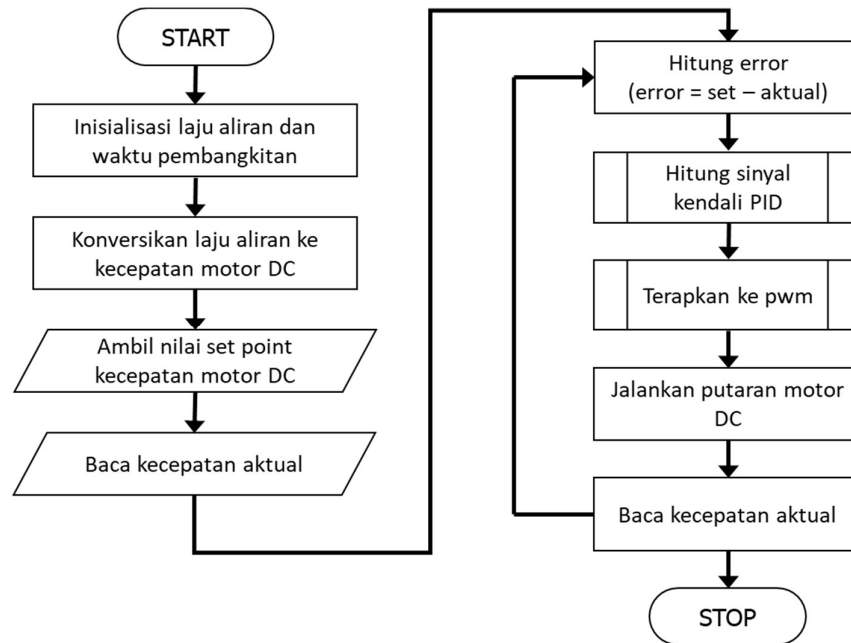 START
Inisialisasi laju aliran dan
waktu pembangkitan
Konversikan laju aliran ke
kecepatan motor DC
Ambil nilai set point
kecepatan motor DC
Baca kecepatan aktual
Hitung error
(error = set – aktual)
Hitung sinyal
kendali PID
Terapkan ke pwm
Jalankan putaran motor
DC
Baca kecepatan aktual
STOP